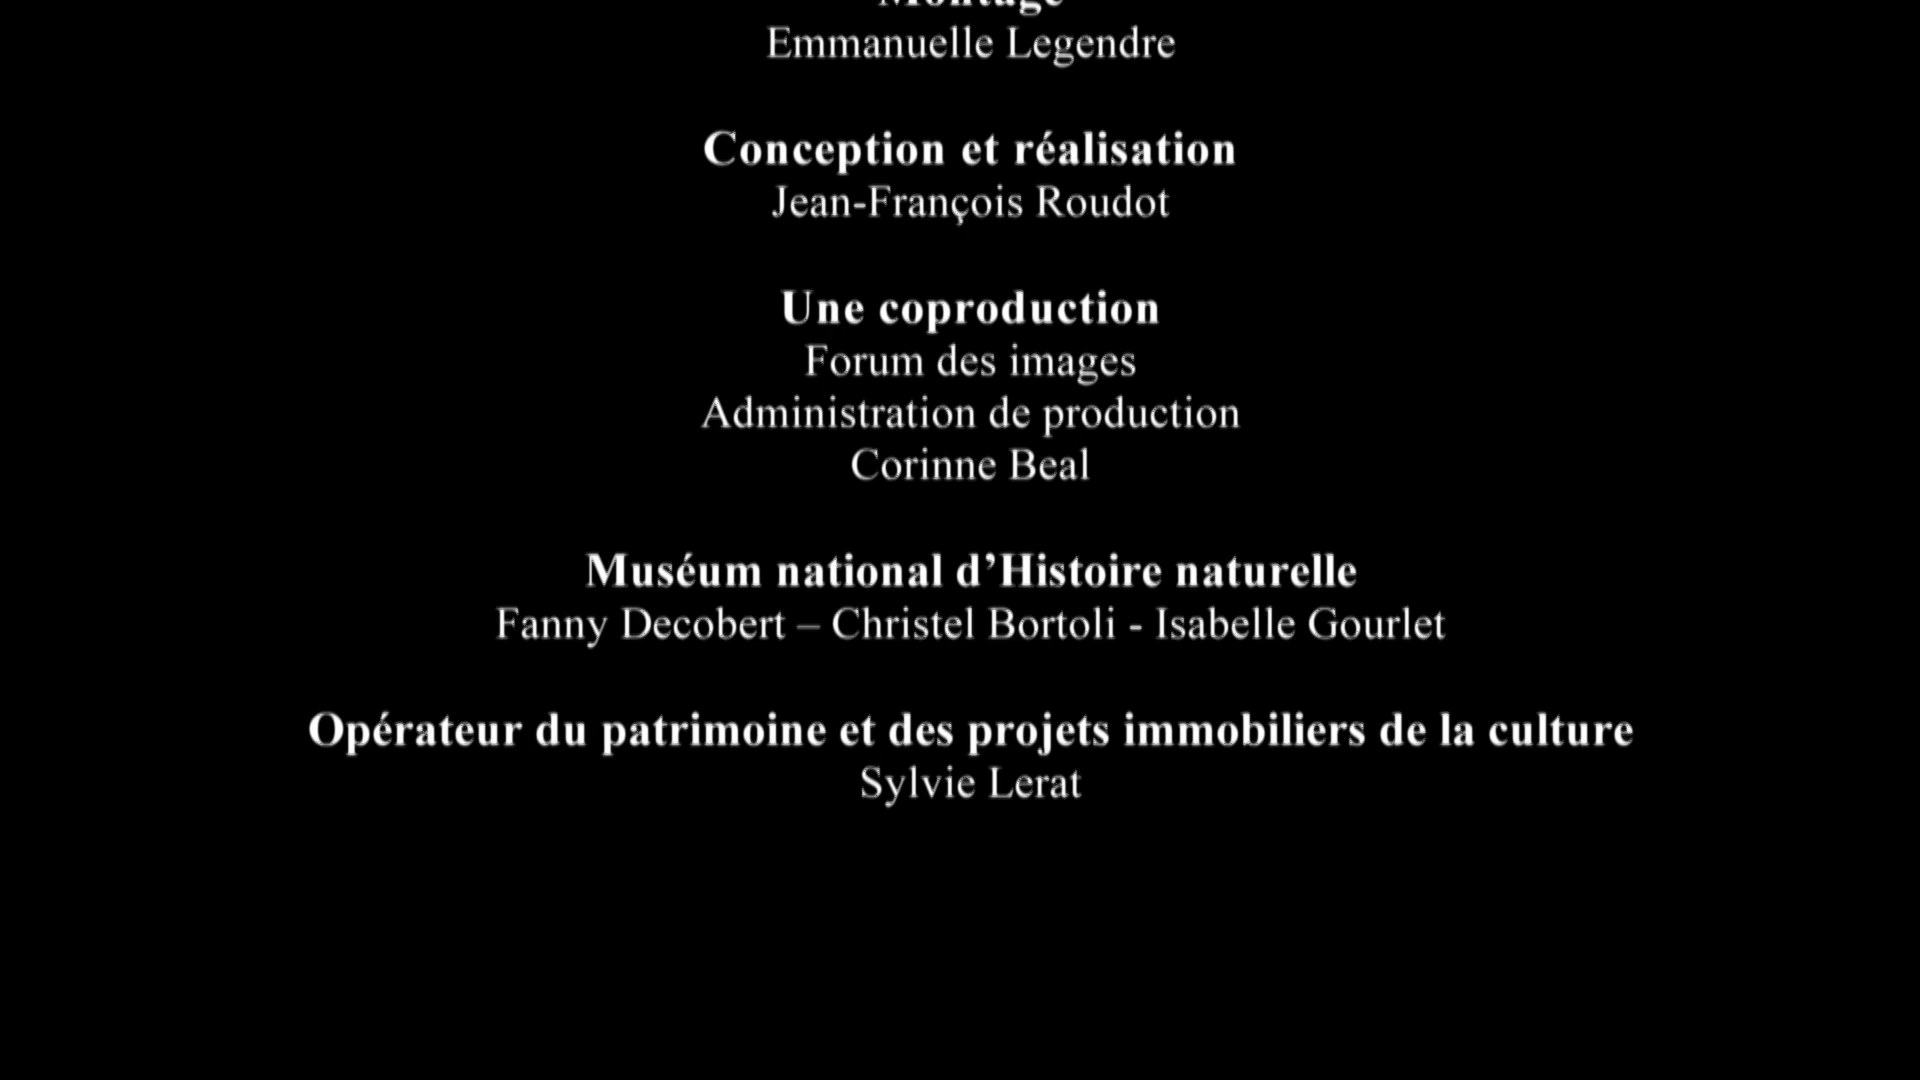 Montage
Emmanuelle Legendre
Conception et réalisation
Jean-François Roudot
Une coproduction
Forum des images
Administration de production
Corinne Beal
Muséum national d’Histoire naturelle
Fanny Decobert – Christel Bortoli - Isabelle Gourlet
Opérateur du patrimoine et des projets immobiliers de la culture
Sylvie Lerat